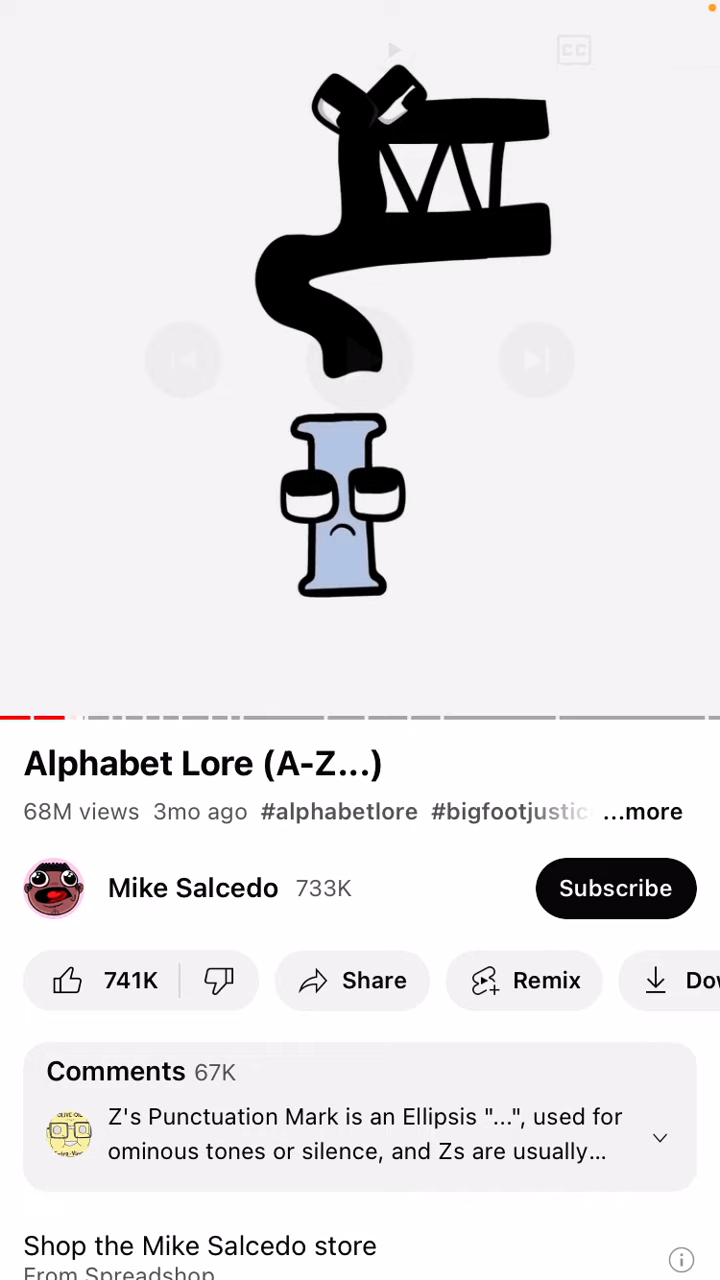 CC
Alphabet Lore (A-Z...)
68M views 3mo ago #alphabetlore #bigfootjustic ...more
Mike Salcedo 733K
Subscribe
741K
Share
Remix
Dov
Comments 67K
Z's Punctuation Mark is an Ellipsis "...", used for
ominous tones or silence, and Zs are usually...
Shop the Mike Salcedo store
From Spreadshop